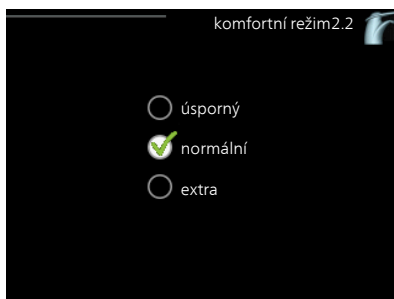 komfortní režim2.2
úsporný
normální
extra